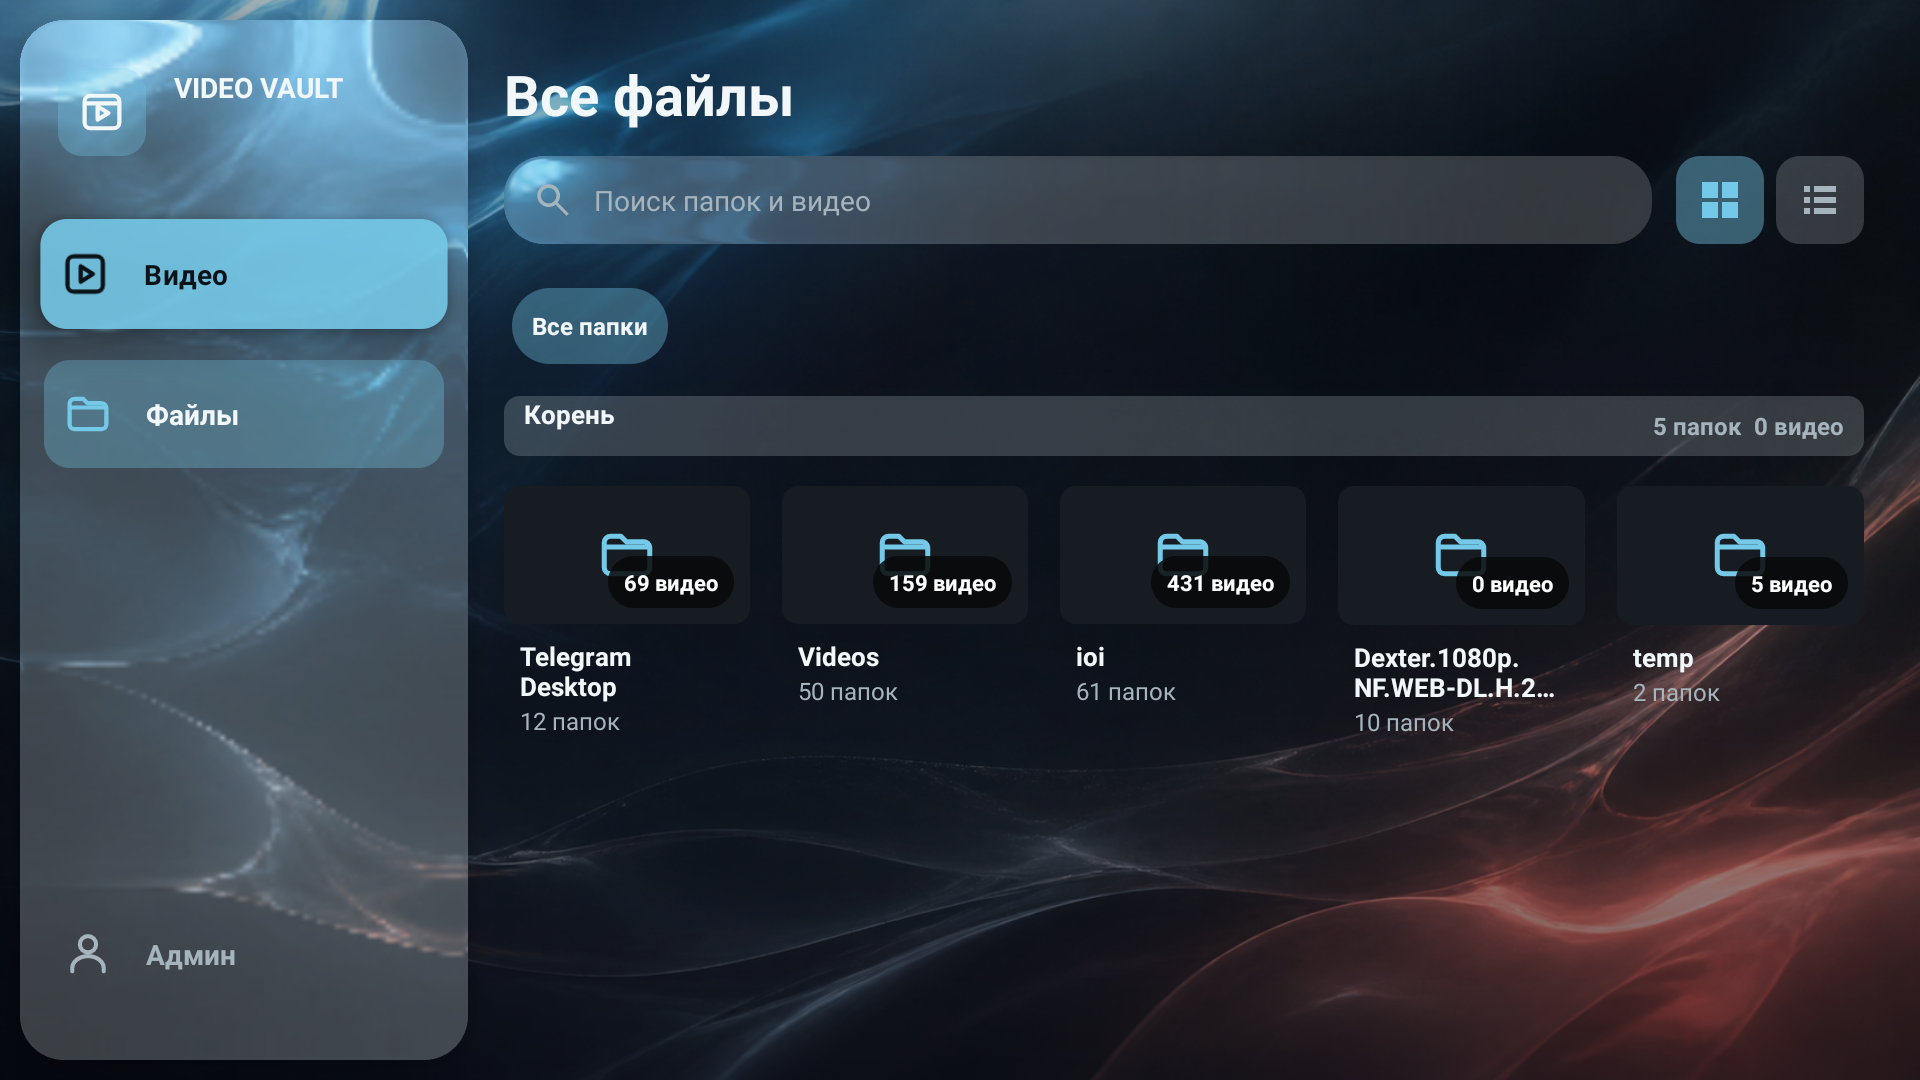 VIDEO VAULT
Видео
Файлы
Админ
Все файлы
Поиск папок и видео
Все папки
Корень
5 папок 0 видео
69 видео
Telegram
Desktop
12 папок
159 видео
Videos
50 папок
431 видео
ioi
61 папок
0 видео
Dexter.1080p.
NF.WEB-DL.H.2…
10 папок
5 видео
temp
2 папок